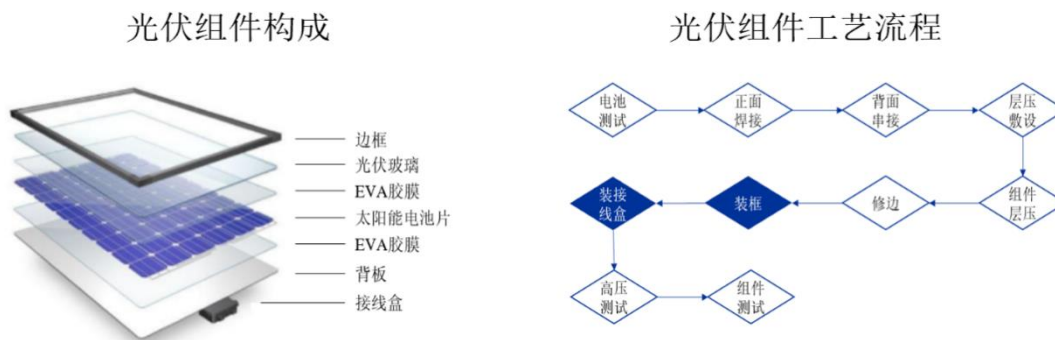 光伏组件构成
边框
光伏玻璃
EVA胶膜
太阳能电池片
EVA胶膜
背板
接线盒
光伏组件工艺流程
电池
测试
正面
焊接
背面
串接
层压
敷设
组件
层压
修边
装框
装接
线盒
高压
测试
组件
测试